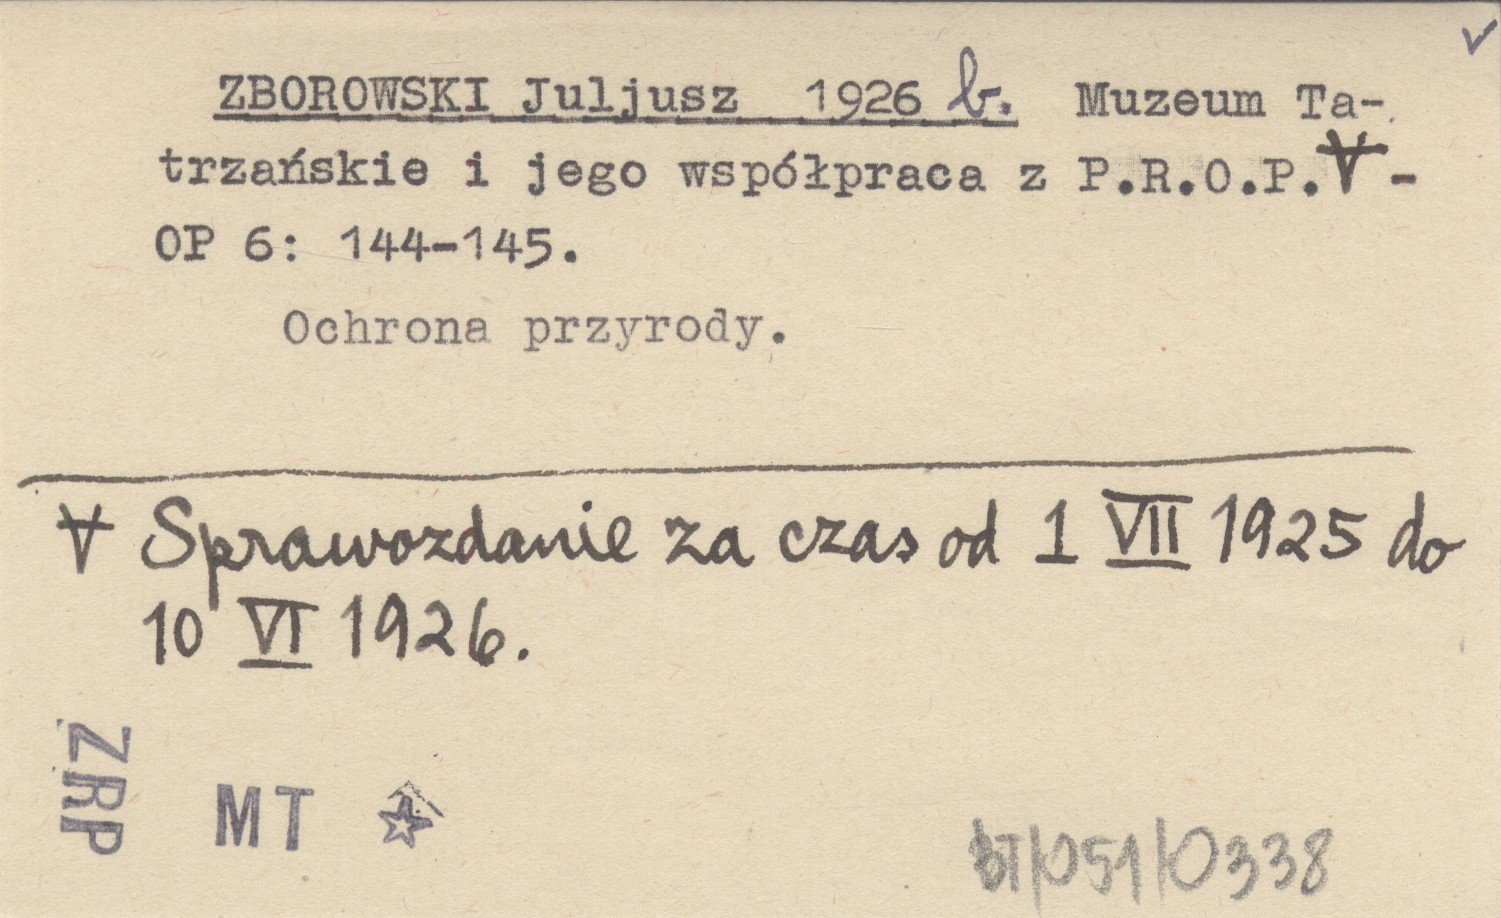 ZBOROWSKI Juljusz 1926 b. Muzeum Ta-
trzańskie i jego współpraca z P.R.O.P. ∀ -
OP 6: 144-145.
Ochrona przyrody.
∀ Sprawozdanie za czas od 1 VII 1925 do
10 VI 1926.
ZRP
MT
bT/051/0338